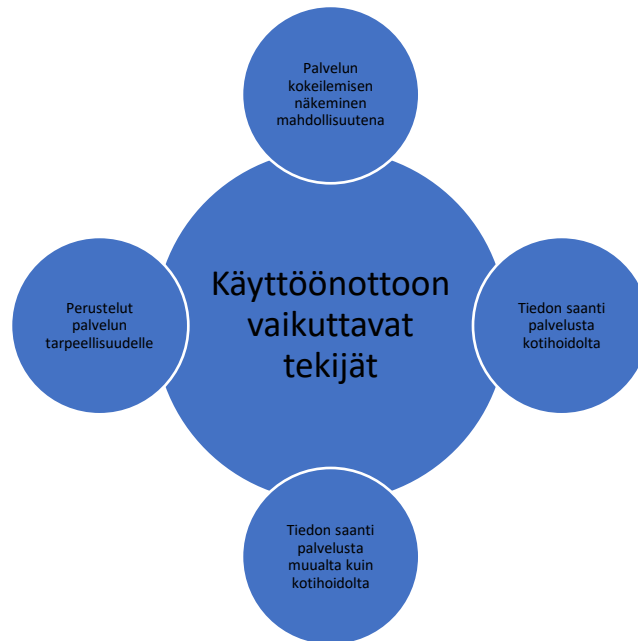 Palvelun
kokeilemisen
näkeminen
mahdollisuutena
Käyttöönottoon
vaikuttavat
tekijät
Perustelut
palvelun
tarpeellisuudelle
Tiedon saanti
palvelusta
kotihoidolta
Tiedon saanti
palvelusta
muualta kuin
kotihoidolta